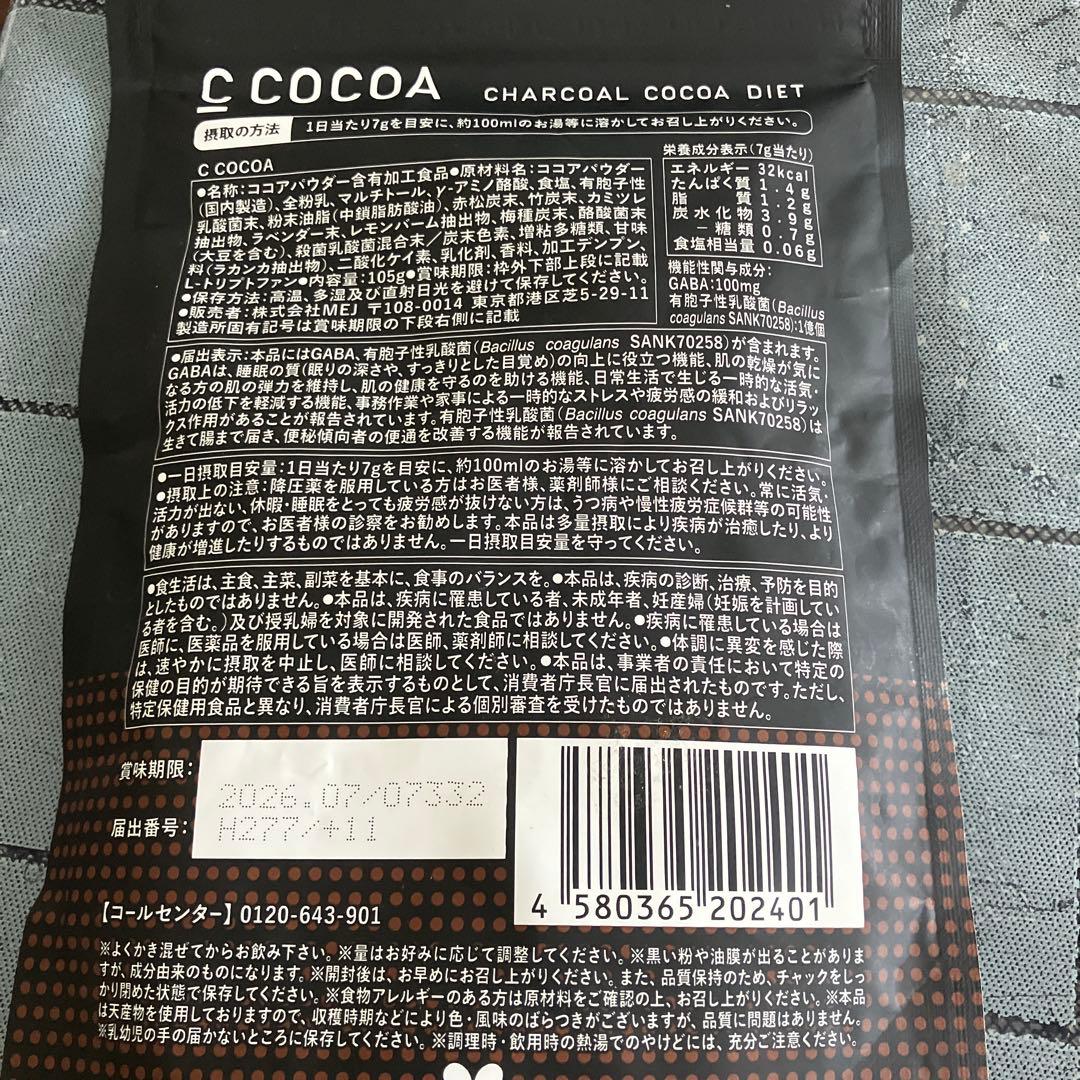 C COCOA CHARCOAL COCOA DIET
摂取の方法 1日当たり7gを目安に、約100mlのお湯等に溶かしてお召し上がりください。
C COCOA
●名称:ココアパウダー含有加工食品●原材料名:ココアパウダー
(国内製造)、全粉乳、マルチトール、γ-アミノ酪酸、食塩、有胞子性
乳酸菌末、粉末油脂(中鎖脂肪酸油)、赤松炭末、竹炭末、カミツレ
抽出物、ラベンダー末、レモンバーム抽出物、梅種炭末、酪酸菌末
(大豆を含む)、殺菌乳酸菌混合末/炭末色素、増粘多糖類、甘味
料(ラカンカ抽出物)、二酸化ケイ素、乳化剤、香料、加工デンプン、
L-トリプトファン●内容量:105g●賞味期限:枠外下部上段に記載
●保存方法:高温、多湿及び直射日光を避けて保存してください。
●販売者:株式会社MEJ 〒108-0014 東京都港区芝5-29-11
製造所固有記号は賞味期限の下段右側に記載
栄養成分表示(7g当たり)
エネルギー 32kcal
たんぱく質 1.4g
脂質 1.2g
炭水化物 3.9g
-糖類 0.7g
食塩相当量 0.06g
機能性関与成分:
GABA:100mg
有胞子性乳酸菌(Bacillus
coagulans SANK70258):1億個
●届出表示:本品にはGABA、有胞子性乳酸菌(Bacillus coagulans SANK70258)が含まれます。
GABAは、睡眠の質(眠りの深さや、すっきりとした目覚め)の向上に役立つ機能、肌の乾燥が気に
なる方の肌の弾力を維持し、肌の健康を守るのを助ける機能、日常生活で生じる一時的な活気・
活力の低下を軽減する機能、事務作業や家事による一時的なストレスや疲労感の緩和およびリラッ
クス作用があることが報告されています。有胞子性乳酸菌(Bacillus coagulans SANK70258)は
生きて腸まで届き、便秘傾向者の便通を改善する機能が報告されています。
●一日摂取目安量:1日当たり7gを目安に、約100mlのお湯等に溶かしてお召し上がりください。
●摂取上の注意:降圧薬を服用している方はお医者様、薬剤師様にご相談ください。常に活気・
活力が出ない、休暇・睡眠をとっても疲労感が抜けない方は、うつ病や慢性疲労症候群等の可能性
がありますので、お医者様の診察をお勧めします。本品は多量摂取により疾病が治癒したり、より
健康が増進したりするものではありません。一日摂取目安量を守ってください。
●食生活は、主食、主菜、副菜を基本に、食事のバランスを。●本品は、疾病の診断、治療、予防を目的
としたものではありません。●本品は、疾病に罹患している者、未成年者、妊産婦(妊娠を計画してい
る者を含む。)及び授乳婦を対象に開発された食品ではありません。●疾病に罹患している場合は
医師に、医薬品を服用している場合は医師、薬剤師に相談してください。●体調に異変を感じた際
は、速やかに摂取を中止し、医師に相談してください。●本品は、事業者の責任において特定の
保健の目的が期待できる旨を表示するものとして、消費者庁長官に届出されたものです。ただし、
特定保健用食品と異なり、消費者庁長官による個別審査を受けたものではありません。
賞味期限: 2026.07/07332
届出番号: H277/+11
4 580365 202401
【コールセンター】0120-643-901
※よくかき混ぜてからお飲み下さい。※量はお好みに応じて調整してください。※黒い粉や油膜が出ることがありま
すが、成分由来のものになります。※開封後は、お早めにお召し上がりください。また、品質保持のため、チャックをしっ
かり閉めた状態で保存してください。※食物アレルギーのある方は原材料をご確認の上、お召し上がりください。※本品
は天産物を使用しておりますので、収穫時期などにより色・風味のばらつきがございますが、品質に問題はありません。
※乳幼児の手の届かないところに保存してください。※調理時・飲用時の熱湯でのやけどには、充分ご注意ください。